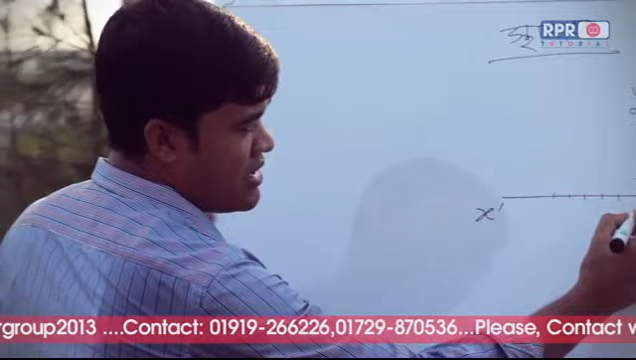 RPR
TUTORIAL
X'
rgroup2013 ....Contact: 01919-266226,01729-870536...Please, Contact w